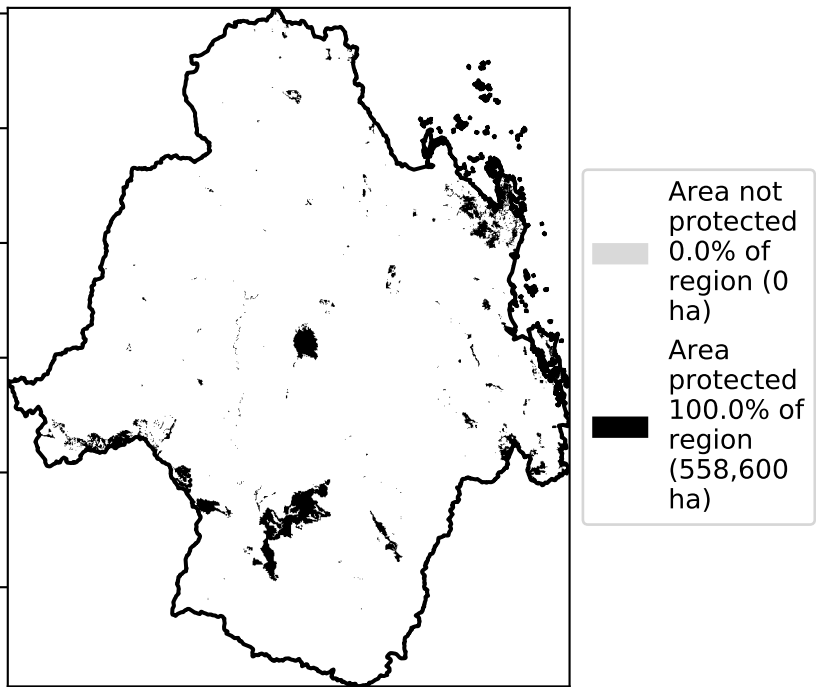 Area not
protected
0.0% of
region (0
ha)
Area
protected
100.0% of
region
(558,600
ha)